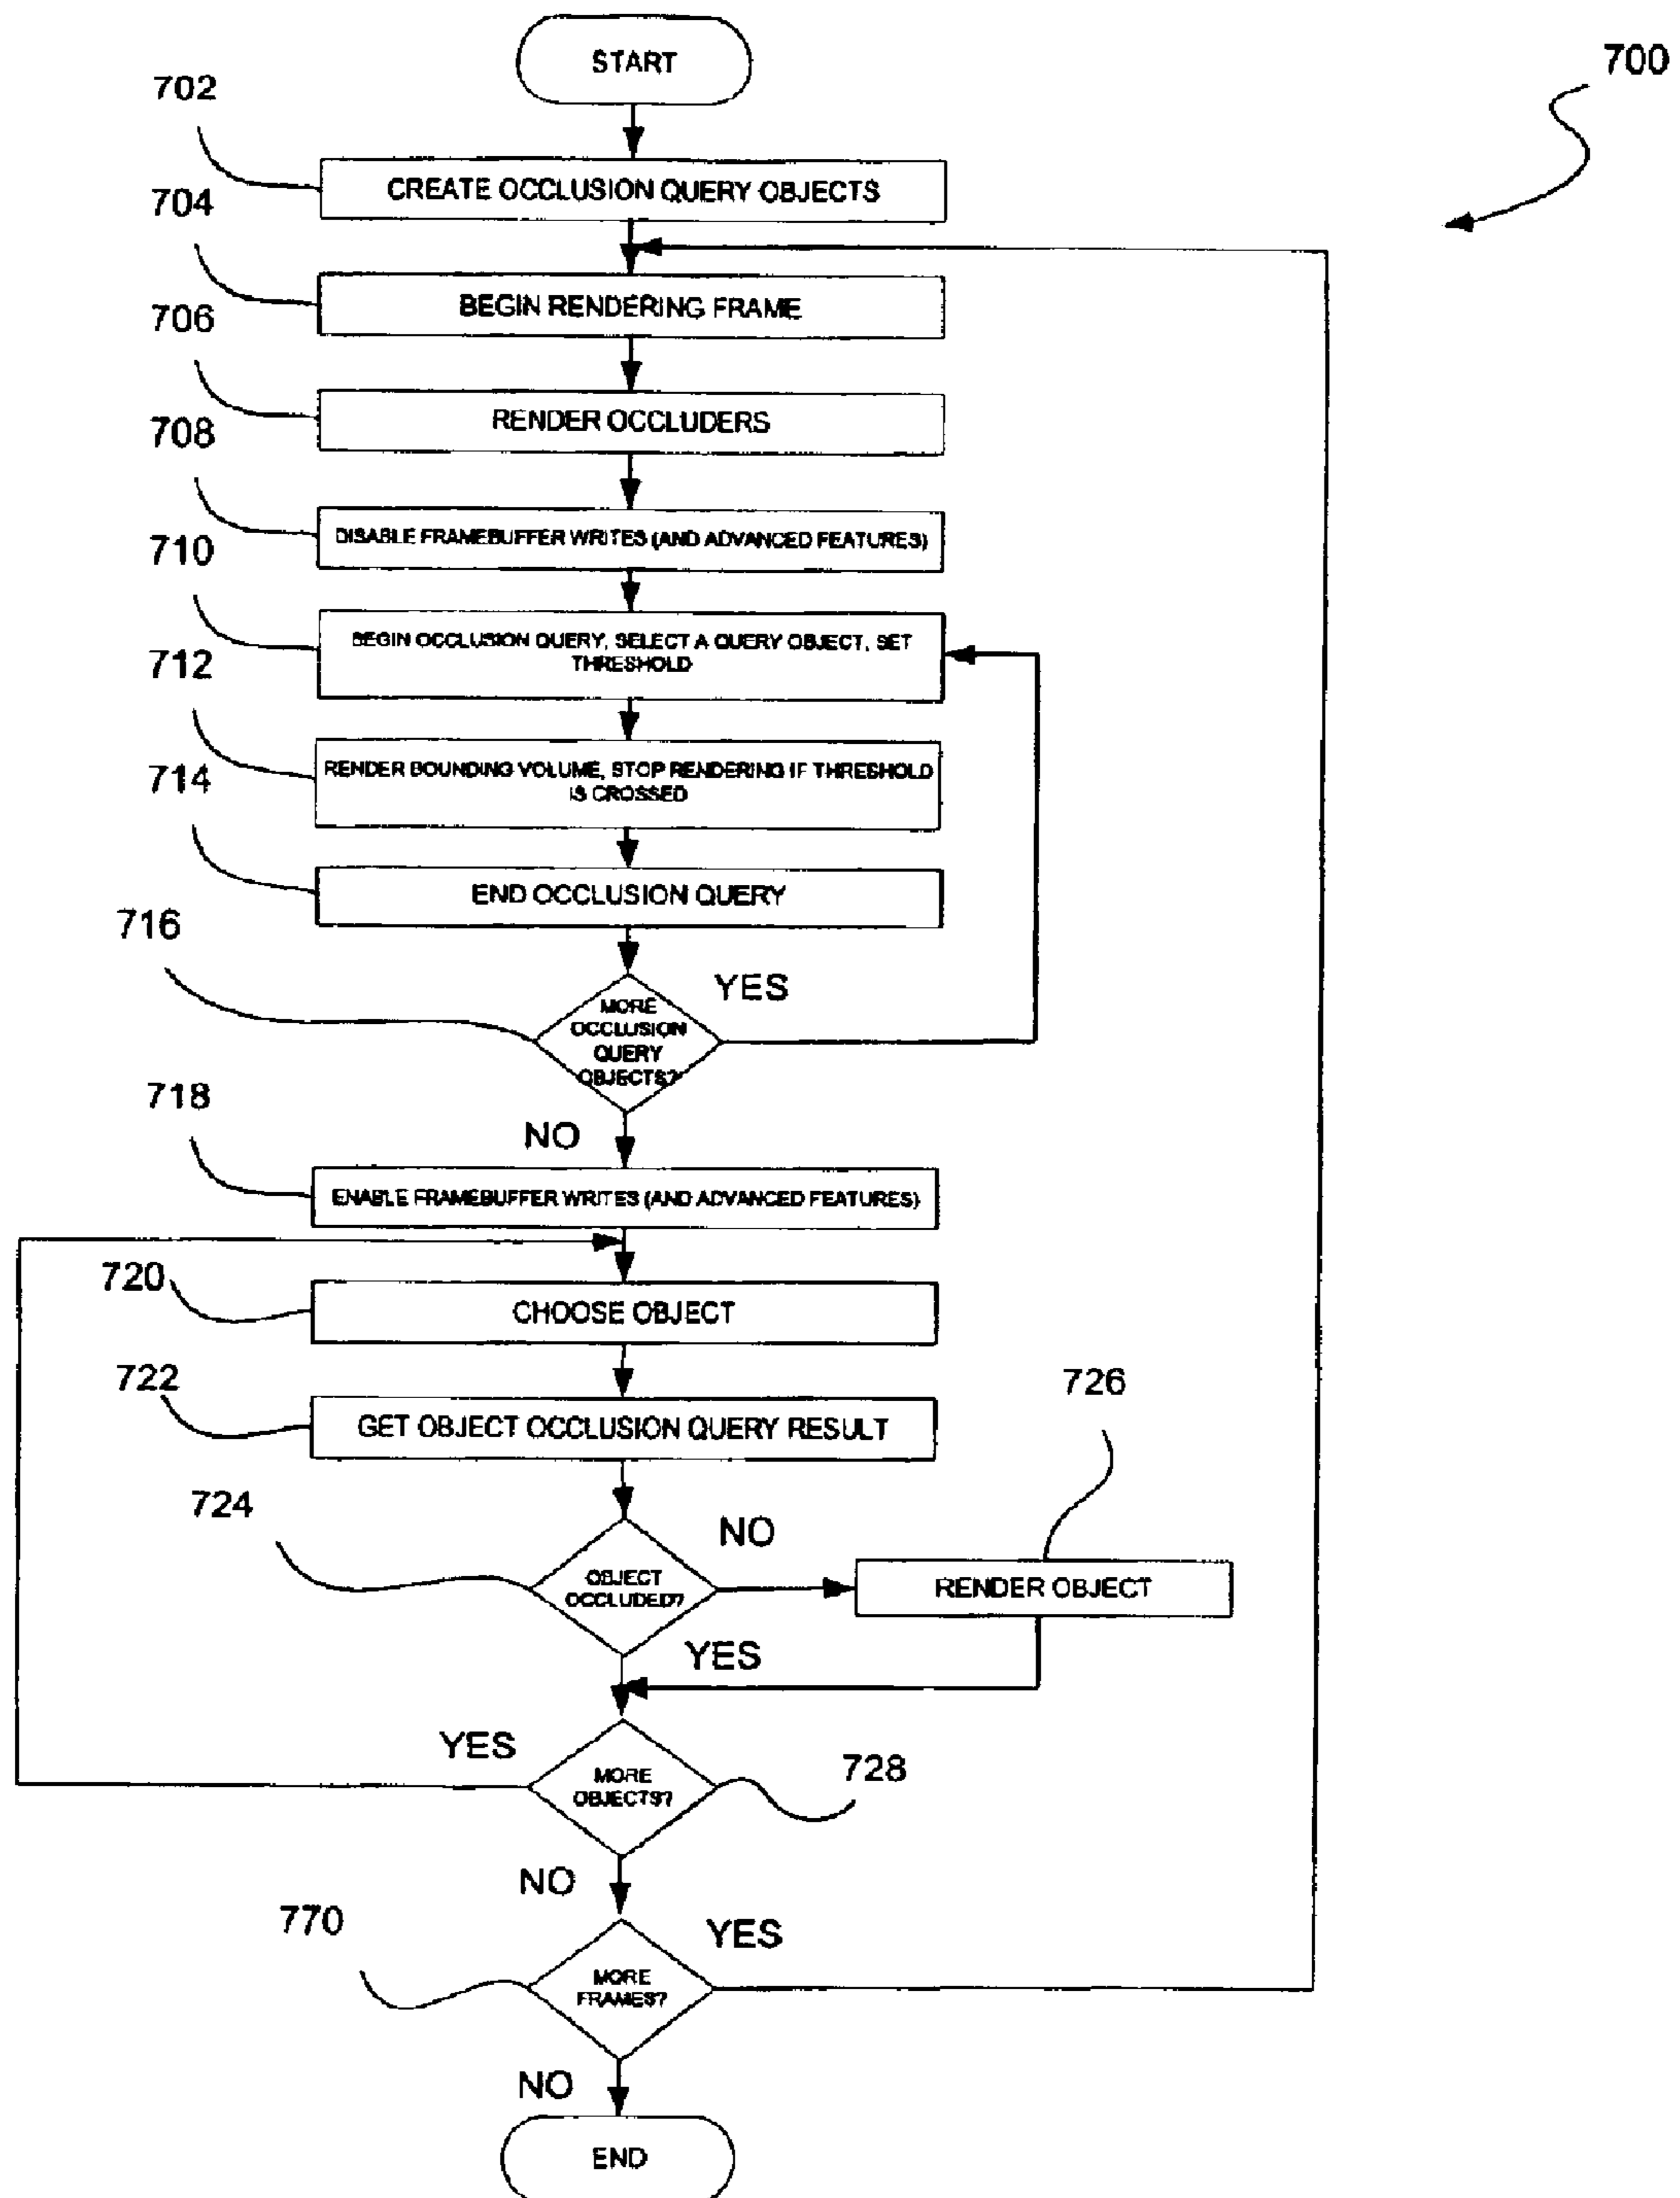 START
700
702
CREATE OCCLUSION QUERY OBJECTS
704
BEGIN RENDERING FRAME
706
RENDER OCCLUDERS
708
DISABLE FRAMEBUFFER WRITES (AND ADVANCED FEATURES)
710
BEGIN OCCLUSION QUERY, SELECT A QUERY OBJECT, SET
THRESHOLD
712
RENDER BOUNDING VOLUME, STOP RENDERING IF THRESHOLD
IS CROSSED
714
END OCCLUSION QUERY
716
YES
MORE
OCCLUSION
QUERY
OBJECTS?
718
NO
ENABLE FRAMEBUFFER WRITES (AND ADVANCED FEATURES)
720
CHOOSE OBJECT
722
726
GET OBJECT OCCLUSION QUERY RESULT
724
NO
OBJECT
OCCLUDED?
RENDER OBJECT
YES
YES
728
MORE
OBJECTS?
NO
770
YES
MORE
FRAMES?
NO
END